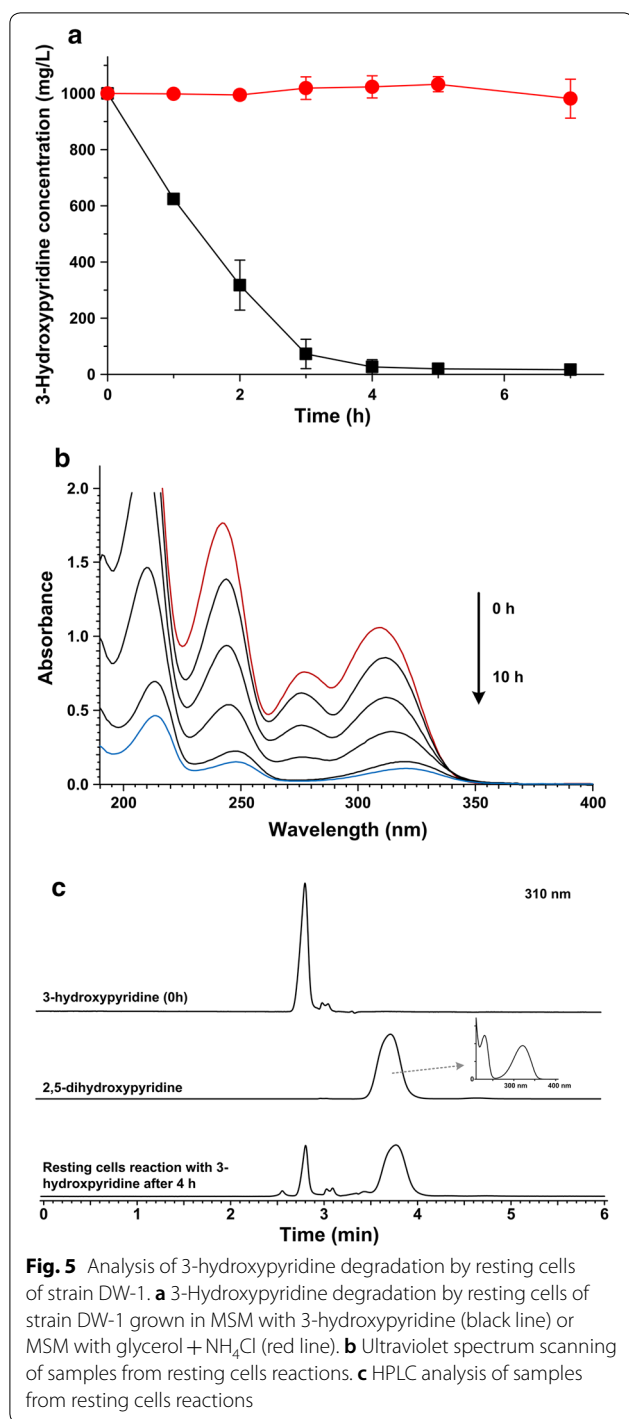 a
3-Hydroxypyridine concentration (mg/L)
1000
800
600
400
200
0
0 2 4 6
Time (h)
b
Absorbance
2.0
1.5
1.0
0.5
0.0
0 h
10 h
200 250 300 350 400
Wavelength (nm)
c
310 nm
3-hydroxypyridine (0h)
2,5-dihydroxypyridine
0
300 nm 400 nm
Resting cells reaction with 3-
hydroxpyridine after 4 h
0 1 2 3 4 5 6
Time (min)
Fig. 5 Analysis of 3-hydroxypyridine degradation by resting cells
of strain DW-1. a 3-Hydroxypyridine degradation by resting cells of
strain DW-1 grown in MSM with 3-hydroxypyridine (black line) or
MSM with glycerol + NH₄Cl (red line). b Ultraviolet spectrum scanning
of samples from resting cells reactions. c HPLC analysis of samples
from resting cells reactions